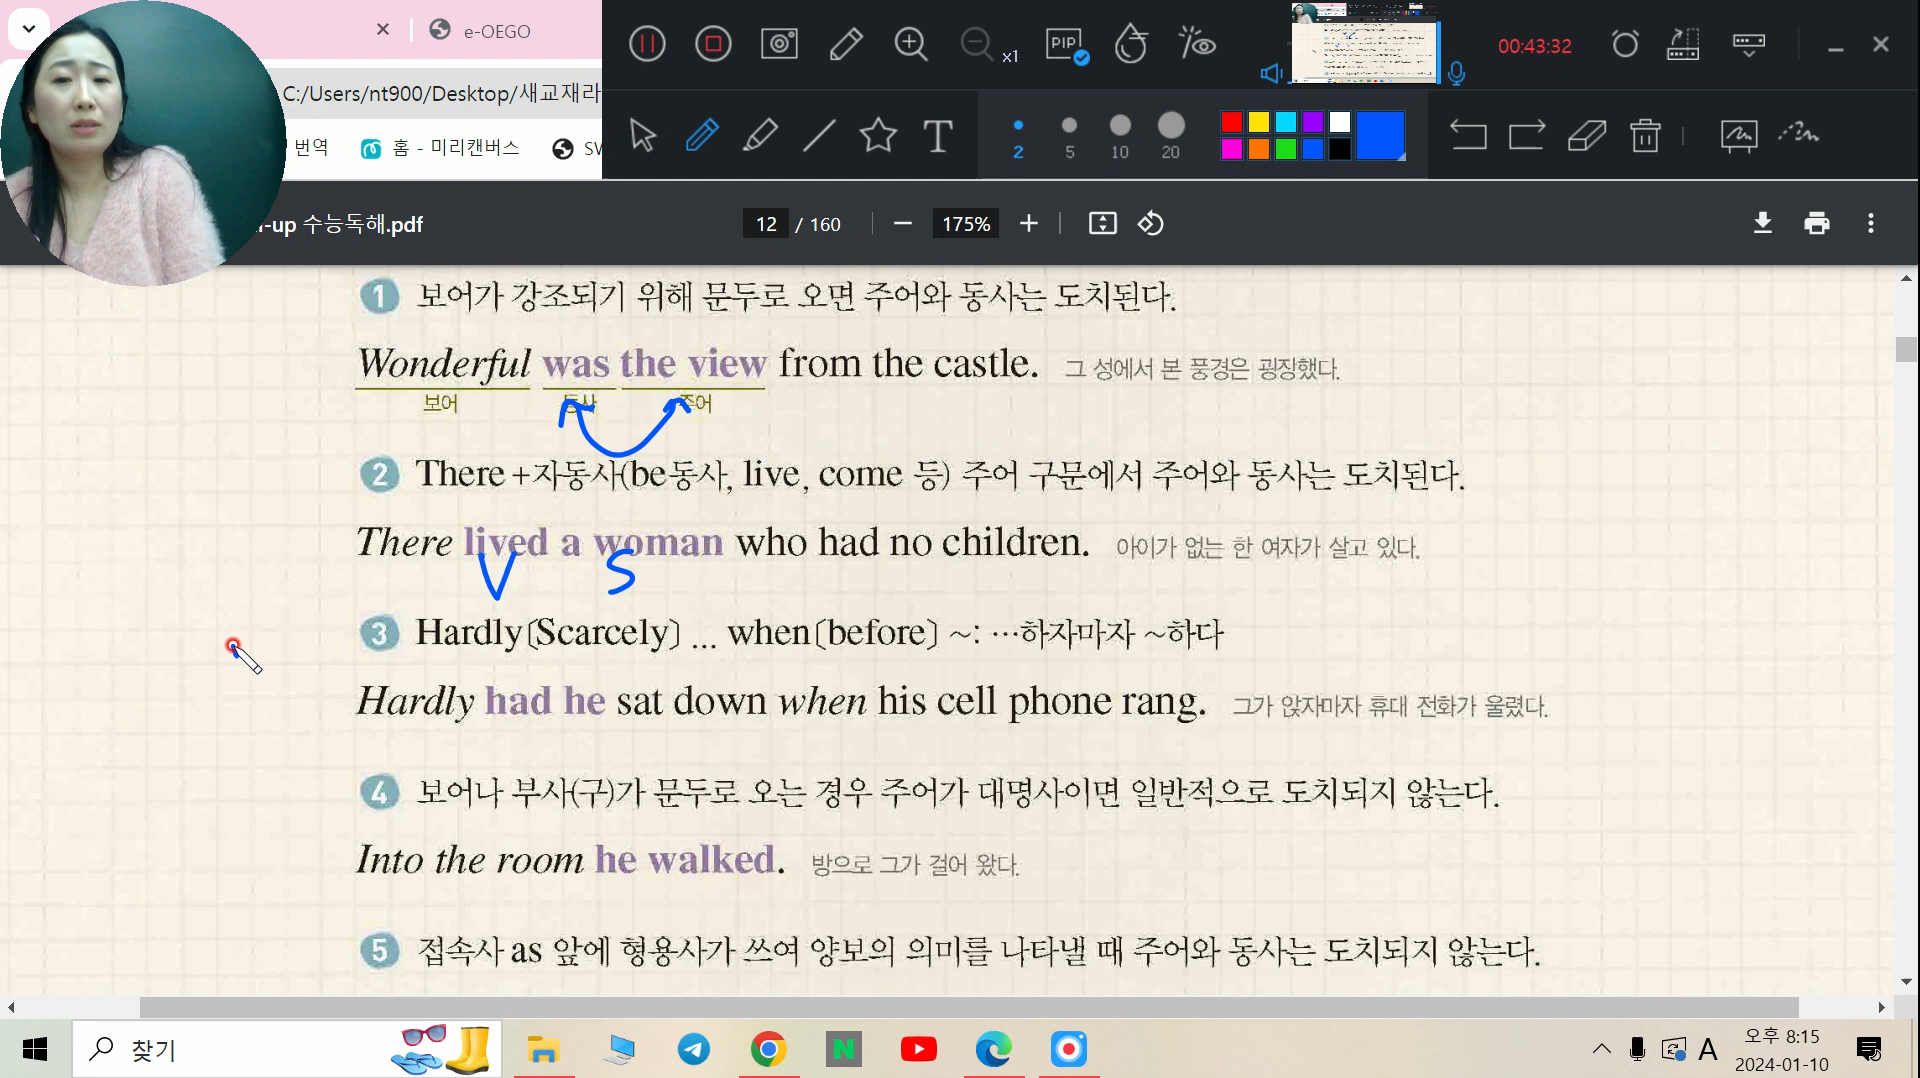 e-OEGO
x1
PIP
00:43:32
C:/Users/nt900/Desktop/새교재라
번역
홈 - 미리캔버스
T
2
5
10
20
-up 수능독해.pdf
12 / 160
175%
1 보어가 강조되기 위해 문두로 오면 주어와 동사는 도치된다.
Wonderful was the view from the castle. 그 성에서 본 풍경은 굉장했다.
보어 동사 주어
2 There+자동사(be동사, live, come 등) 주어 구문에서 주어와 동사는 도치된다.
There lived a woman who had no children. 아이가 없는 한 여자가 살고 있다.
V S
3 Hardly[Scarcely] ... when[before] ~: …하자마자 ~하다
Hardly had he sat down when his cell phone rang. 그가 앉자마자 휴대 전화가 울렸다.
4 보어나 부사(구)가 문두로 오는 경우 주어가 대명사이면 일반적으로 도치되지 않는다.
Into the room he walked. 방으로 그가 걸어 왔다.
5 접속사 as 앞에 형용사가 쓰여 양보의 의미를 나타낼 때 주어와 동사는 도치되지 않는다.
찾기
N
A
오후 8:15
2024-01-10